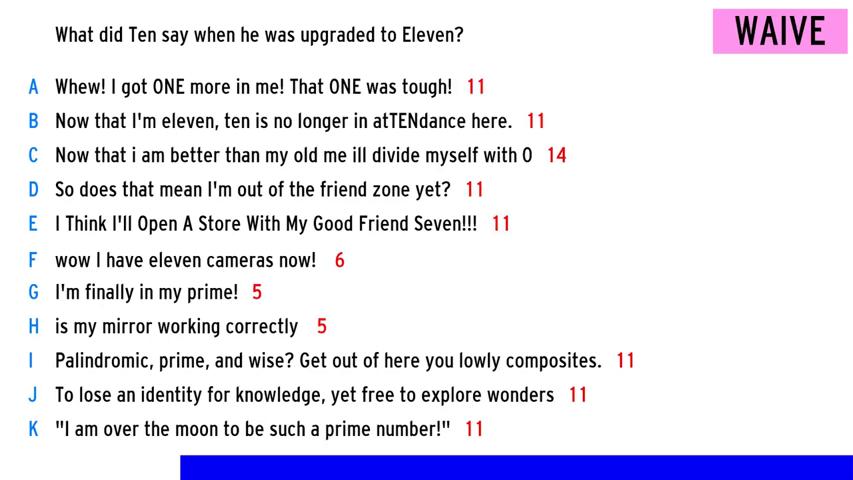 What did Ten say when he was upgraded to Eleven?
WAIVE
A Whew! I got ONE more in me! That ONE was tough! 11
B Now that I'm eleven, ten is no longer in atTENdance here. 11
C Now that i am better than my old me ill divide myself with 0 14
D So does that mean I'm out of the friend zone yet? 11
E I Think I'll Open A Store With My Good Friend Seven!!! 11
F wow I have eleven cameras now! 6
G I'm finally in my prime! 5
H is my mirror working correctly 5
I Palindromic, prime, and wise? Get out of here you lowly composites. 11
J To lose an identity for knowledge, yet free to explore wonders 11
K "I am over the moon to be such a prime number!" 11